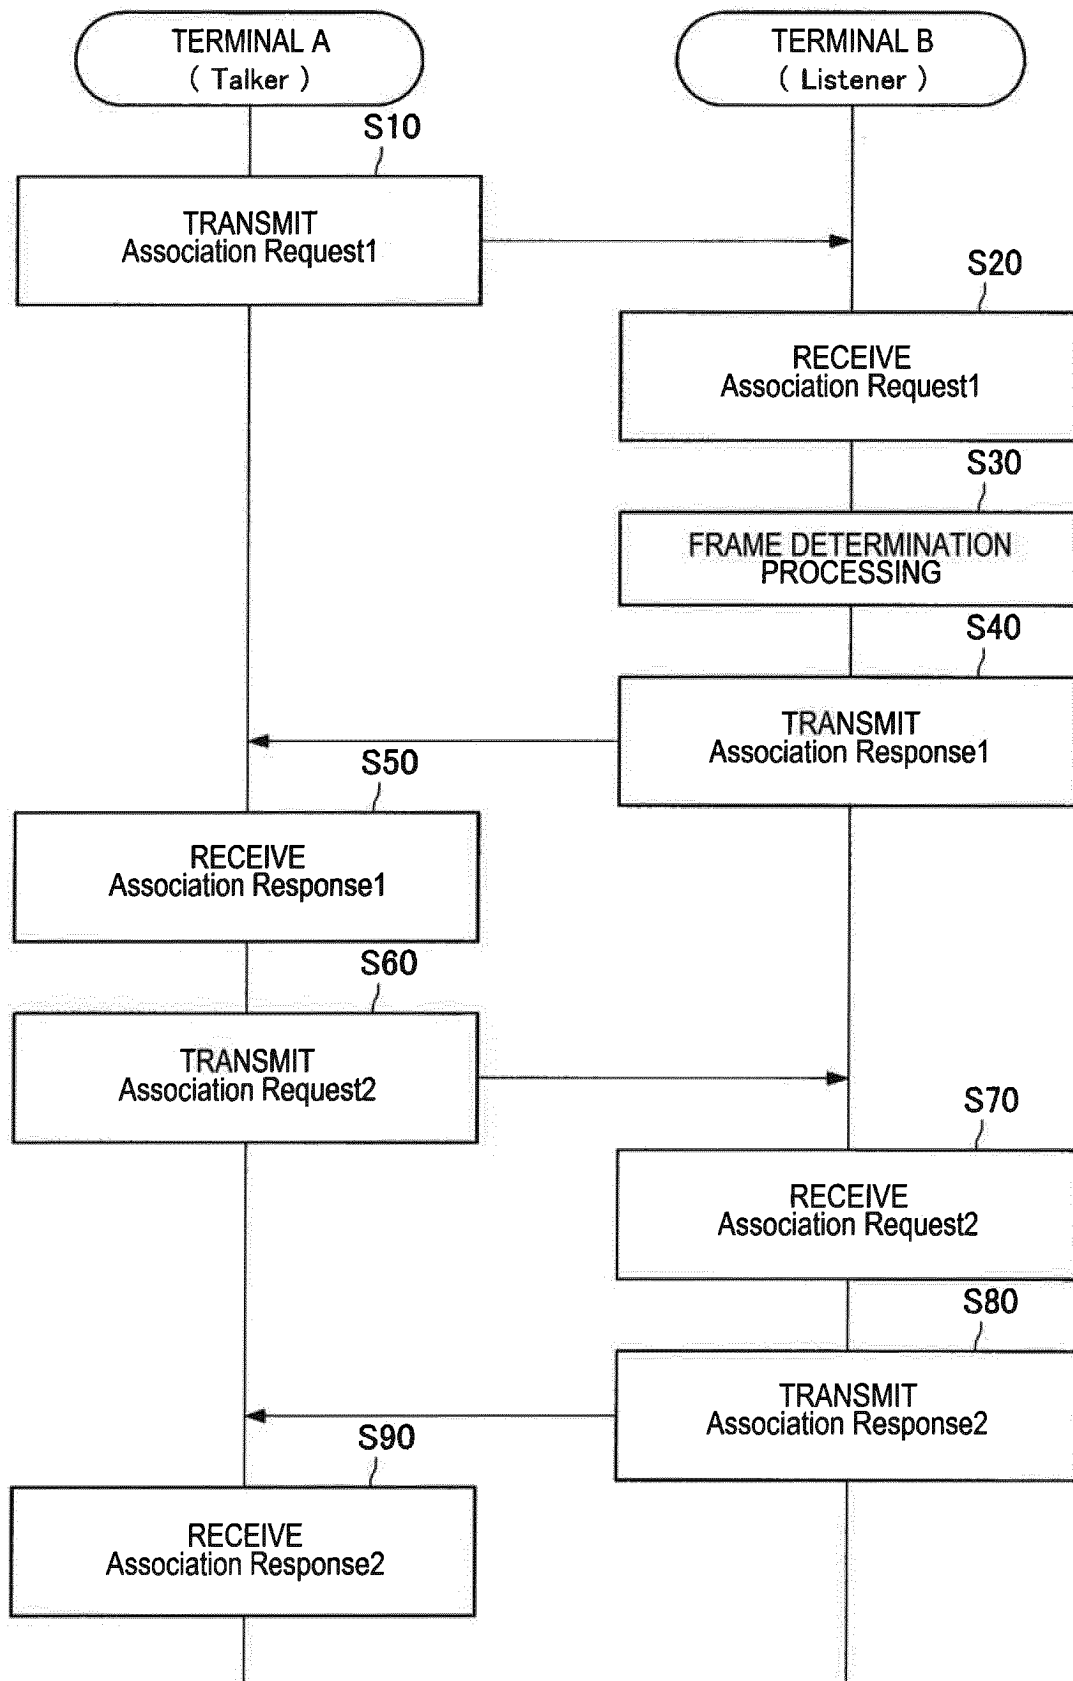 TERMINAL A
( Talker )
TERMINAL B
( Listener )
S10
TRANSMIT
Association Request1
S20
RECEIVE
Association Request1
S30
FRAME DETERMINATION
PROCESSING
S40
TRANSMIT
Association Response1
S50
RECEIVE
Association Response1
S60
TRANSMIT
Association Request2
S70
RECEIVE
Association Request2
S80
TRANSMIT
Association Response2
S90
RECEIVE
Association Response2